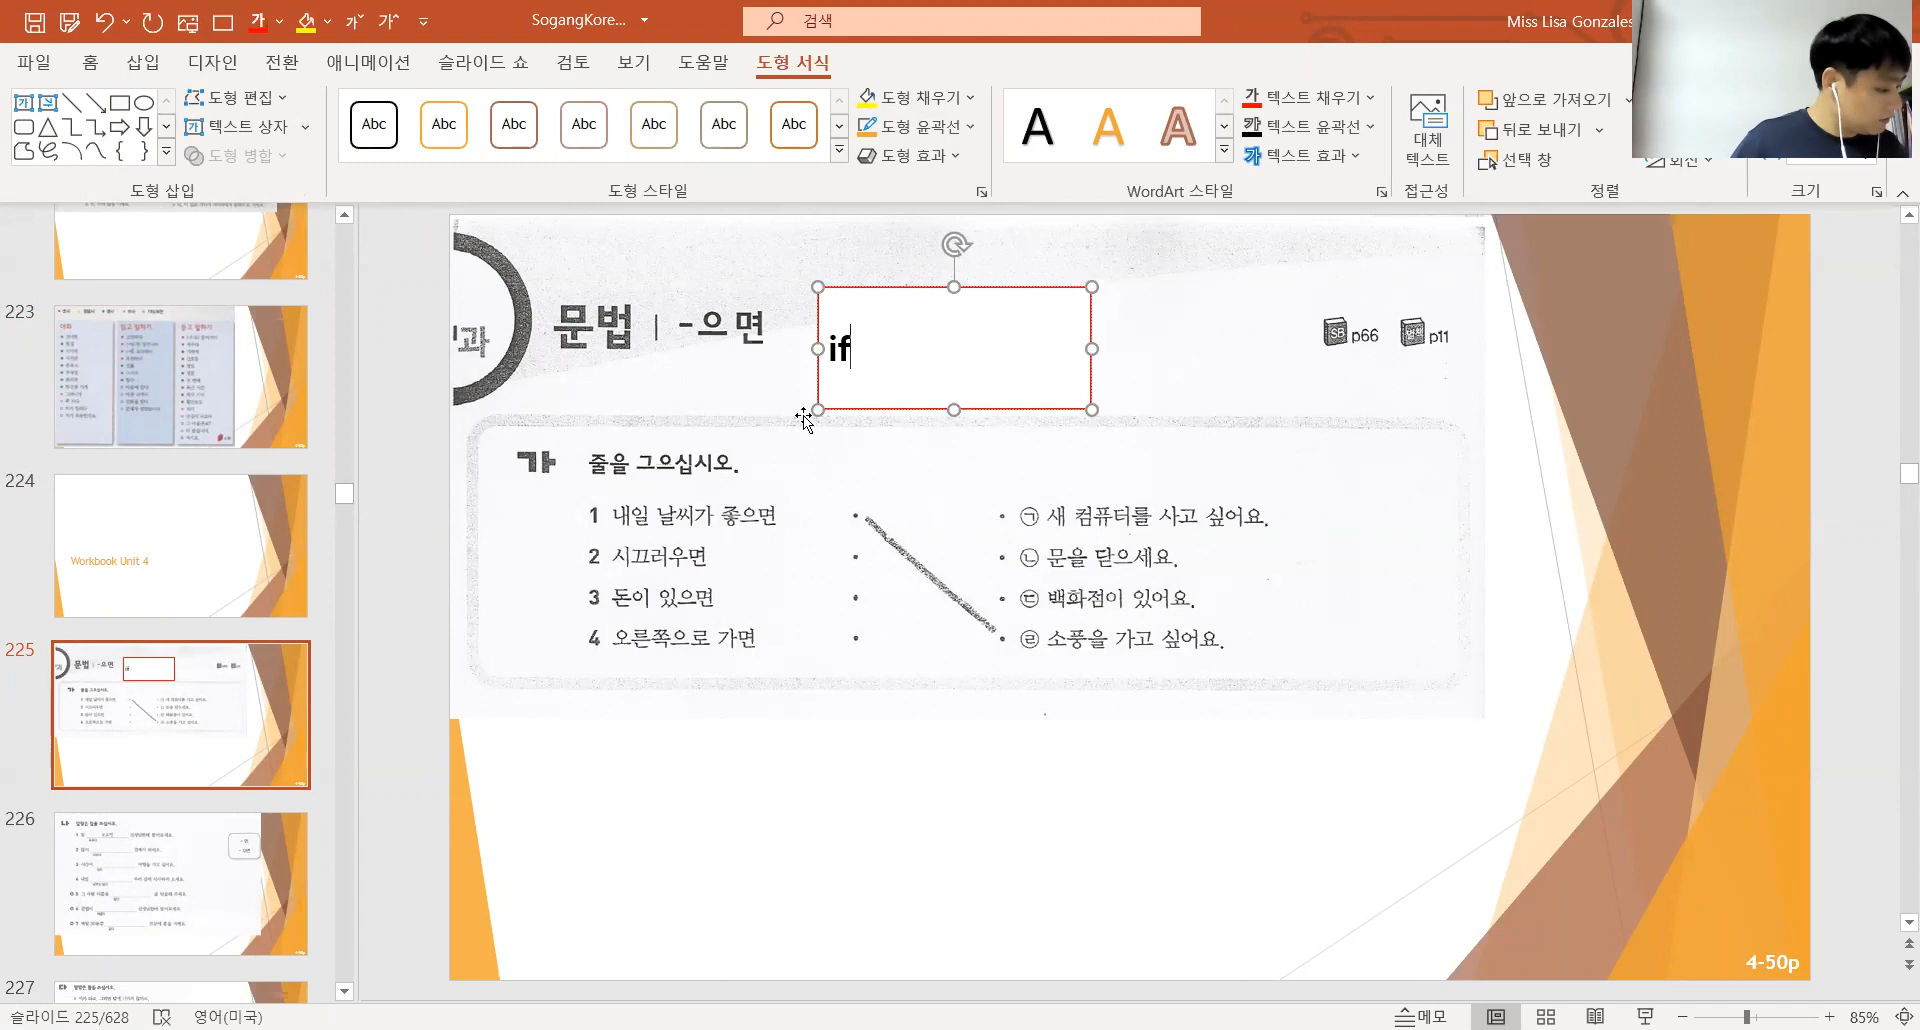 SogangKore...
검색
Miss Lisa Gonzales
파일 홈 삽입 디자인 전환 애니메이션 슬라이드 쇼 검토 보기 도움말 도형 서식
도형 편집
텍스트 상자
도형 병합
도형 삽입
Abc Abc Abc Abc Abc Abc Abc
도형 채우기
도형 윤곽선
도형 효과
도형 스타일
A A A
텍스트 채우기
텍스트 윤곽선
텍스트 효과
WordArt 스타일
대체
텍스트
접근성
앞으로 가져오기
뒤로 보내기
선택 창
회전
정렬
크기
223
224
Workbook Unit 4
225
226
227
과
문법 | -으면
if
SB p66
p11
가 줄을 그으십시오.
1 내일 날씨가 좋으면 • • ㉠ 새 컴퓨터를 사고 싶어요.
2 시끄러우면 • • ㉡ 문을 닫으세요.
3 돈이 있으면 • • ㉢ 백화점이 있어요.
4 오른쪽으로 가면 • • ㉣ 소풍을 가고 싶어요.
4-50p
슬라이드 225/628
영어(미국)
메모
85%